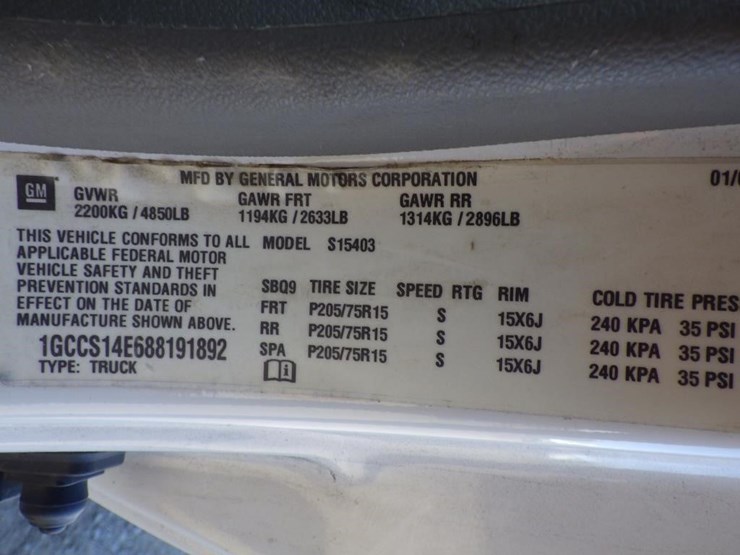 MFD BY GENERAL MOTORS CORPORATION 01/
GM GVWR GAWR FRT GAWR RR
2200KG / 4850LB 1194KG / 2633LB 1314KG / 2896LB
THIS VEHICLE CONFORMS TO ALL MODEL S15403
APPLICABLE FEDERAL MOTOR
VEHICLE SAFETY AND THEFT
PREVENTION STANDARDS IN
EFFECT ON THE DATE OF
MANUFACTURE SHOWN ABOVE.
SBQ9 TIRE SIZE SPEED RTG RIM COLD TIRE PRES
FRT P205/75R15 S 15X6J 240 KPA 35 PSI
RR P205/75R15 S 15X6J 240 KPA 35 PSI
SPA P205/75R15 S 15X6J 240 KPA 35 PSI
1GCCS14E688191892
TYPE: TRUCK